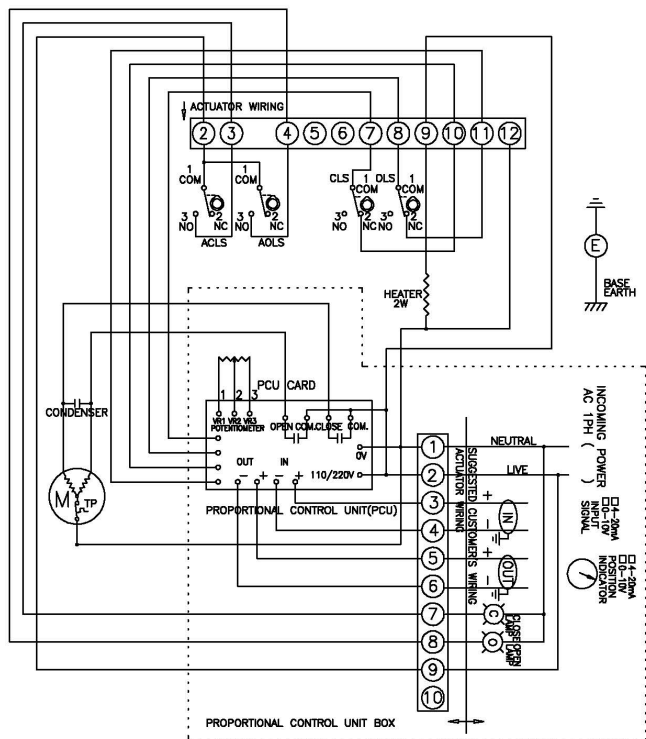 ACTUATOR WIRING
2 3 4 5 6 7 8 9 10 11 12
1 COM 1 COM CLS 1 COM OLS 1 COM
3 NO 2 NC 3 NO 2 NC 3 NO 2 NC 3 NO 2 NC
ACLS AOLS
E
BASE
EARTH
HEATER
2W
1 2 3 PCU CARD
CONDENSER
VR1 VR2 VR3 OPEN COM. CLOSE COM.
POTENTIOMETER
0V
OUT IN
- + - + 110/220V
M TP
PROPORTIONAL CONTROL UNIT(PCU)
1 NEUTRAL
2 LIVE
3 +
4 -
5 +
6 -
7
8
9
10
IN
OUT
C
O
SUGGESTED CUSTOMER'S WIRING
ACTUATOR WIRING
INCOMING POWER
AC 1PH ( )
□4-20mA
□0-10V
INPUT
SIGNAL
□4-20mA
□0-10V
POSITION
INDICATOR
CLOSE LAMP
OPEN LAMP
PROPORTIONAL CONTROL UNIT BOX